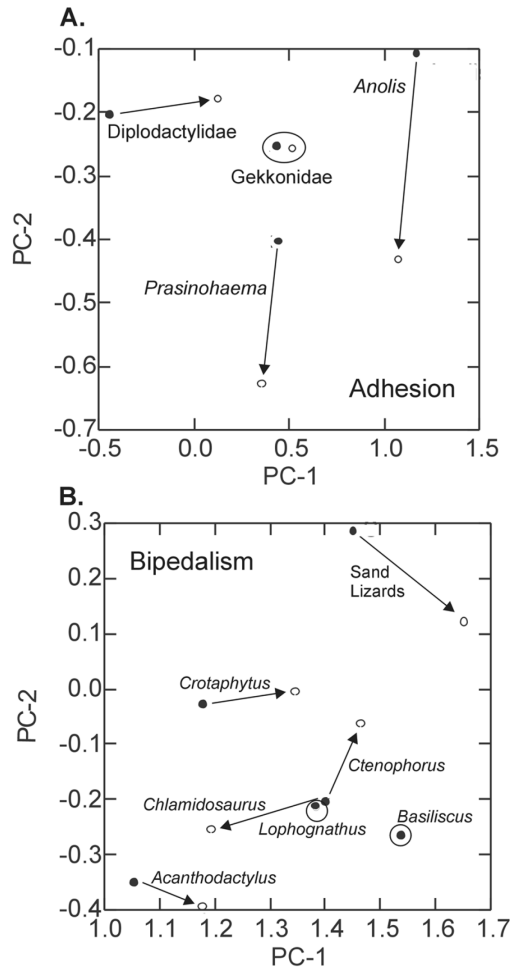 A.
-0.1
Anolis
-0.2
Diplodactylidae
-0.3
Gekkonidae
PC-2
-0.4
Prasinohaema
-0.5
-0.6
Adhesion
-0.7
-0.5 0.0 0.5 1.0 1.5
PC-1
B.
0.3
Bipedalism
0.2
Sand
Lizards
0.1
Crotaphytus
0.0
PC-2
-0.1
Ctenophorus
-0.2
Chlamidosaurus
Lophognathus
Basiliscus
-0.3
Acanthodactylus
-0.4
1.0 1.1 1.2 1.3 1.4 1.5 1.6 1.7
PC-1